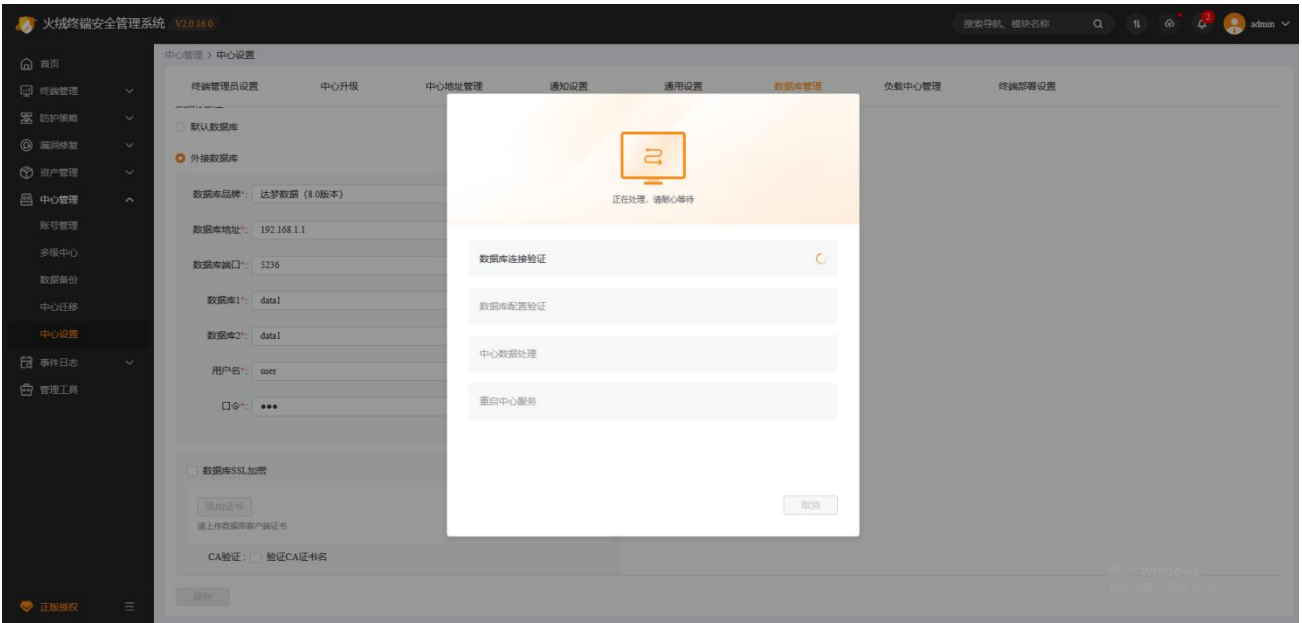 火绒终端安全管理系统 V2.0.16.0
搜索导航、模块名称
2
admin
首页
终端管理
防护策略
漏洞修复
资产管理
中心管理
账号管理
多级中心
数据备份
中心迁移
中心设置
事件日志
管理工具
正版授权
中心管理 > 中心设置
终端管理员设置 中心升级 中心地址管理 通知设置 通用设置 数据库管理 负载中心管理 终端部署设置
默认数据库
外接数据库
数据库品牌*: 达梦数据（8.0版本）
数据库地址*: 192.168.1.1
数据库端口*: 5236
数据库1*: data1
数据库2*: data1
用户名*: user
口令*: •••
数据库SSL加密
添加证书
请上传数据库客户端证书
CA验证: 验证CA证书名
保存
正在处理，请耐心等待
数据库连接验证
数据库配置验证
中心数据处理
重启中心服务
取消
激活 Windows